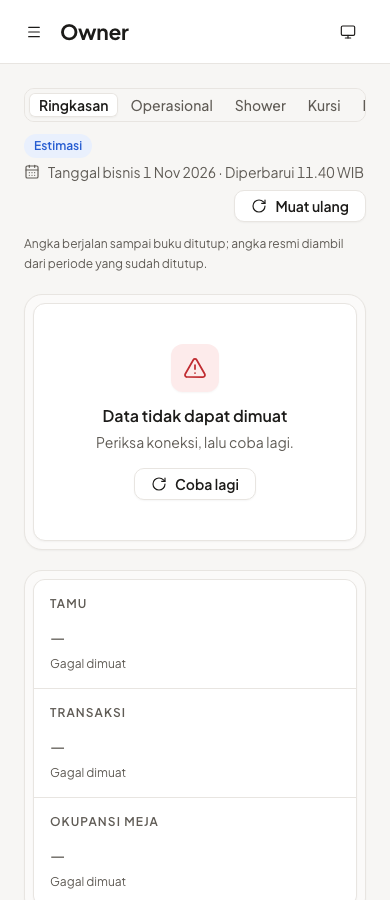 Owner
Ringkasan Operasional Shower Kursi
Estimasi
Tanggal bisnis 1 Nov 2026 · Diperbarui 11.40 WIB
Muat ulang
Angka berjalan sampai buku ditutup; angka resmi diambil
dari periode yang sudah ditutup.
Data tidak dapat dimuat
Periksa koneksi, lalu coba lagi.
Coba lagi
TAMU
—
Gagal dimuat
TRANSAKSI
—
Gagal dimuat
OKUPANSI MEJA
—
Gagal dimuat